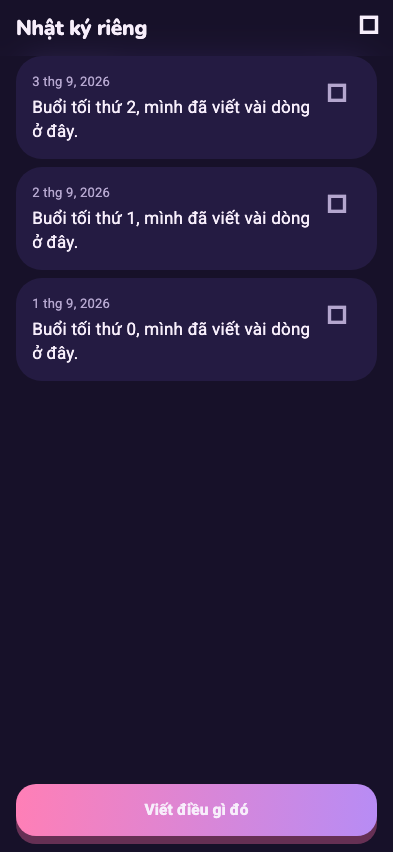 Nhật ký riêng
3 thg 9, 2026
Buổi tối thứ 2, mình đã viết vài dòng
ở đây.
2 thg 9, 2026
Buổi tối thứ 1, mình đã viết vài dòng
ở đây.
1 thg 9, 2026
Buổi tối thứ 0, mình đã viết vài dòng
ở đây.
Viết điều gì đó